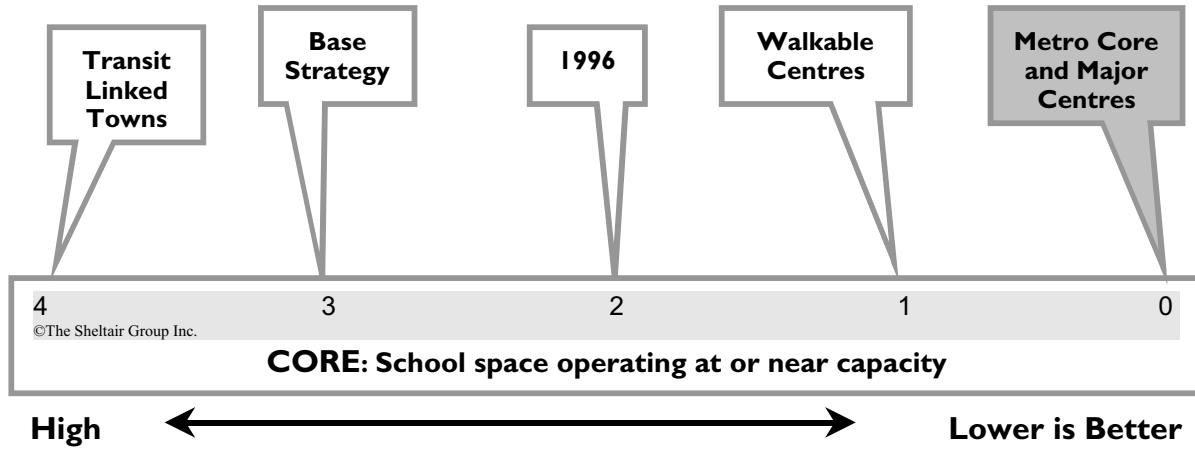 Transit
Linked
Towns
Base
Strategy
1996
Walkable
Centres
Metro Core
and Major
Centres
4 3 2 1 0
©The Sheltair Group Inc.
CORE: School space operating at or near capacity
High Lower is Better